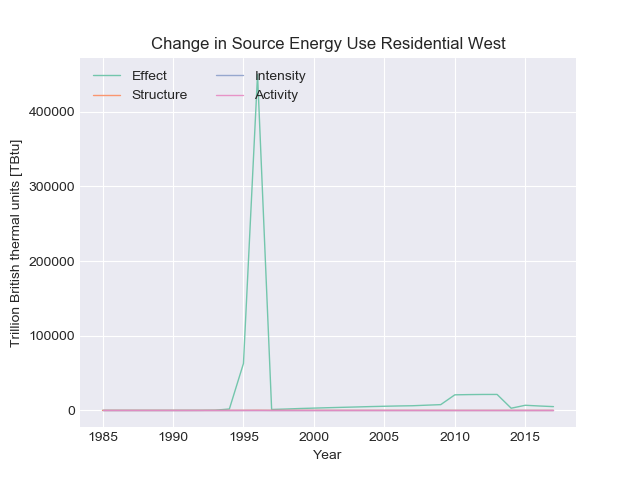 Change in Source Energy Use Residential West
Effect
Structure
Intensity
Activity
Trillion British thermal units [TBtu]
400000
300000
200000
100000
0
1985 1990 1995 2000 2005 2010 2015
Year